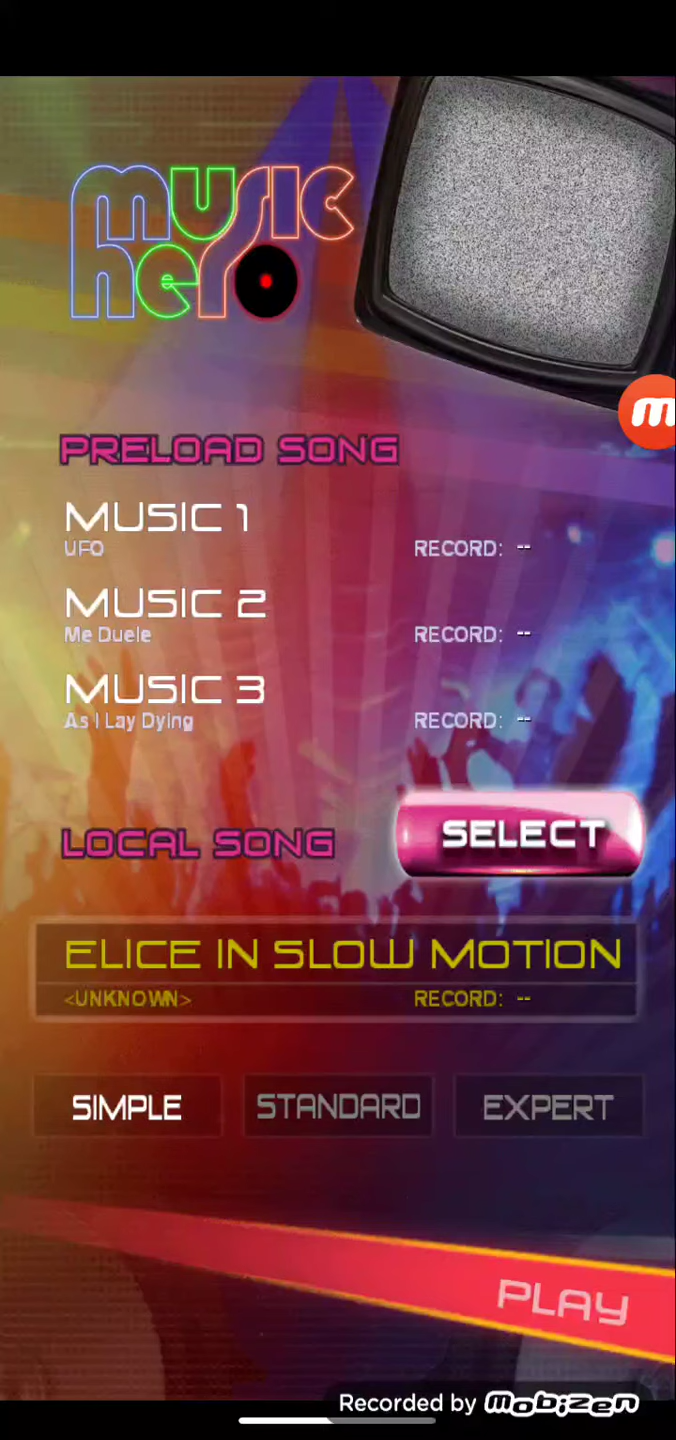 music
hero
PRELOAD SONG
MUSIC 1
UFO RECORD: --
MUSIC 2
Me Duele RECORD: --
MUSIC 3
As I Lay Dying RECORD: --
LOCAL SONG SELECT
ELICE IN SLOW MOTION
<UNKNOWN> RECORD: --
SIMPLE STANDARD EXPERT
PLAY
Recorded by mobizen